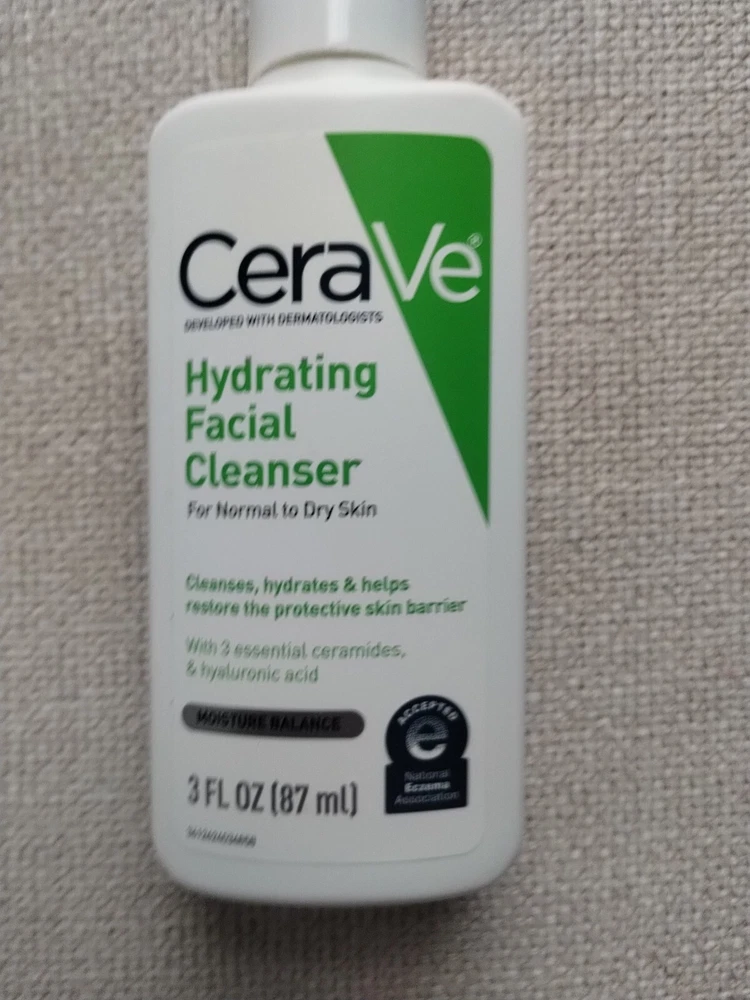 CeraVe®
DEVELOPED WITH DERMATOLOGISTS
Hydrating
Facial
Cleanser
For Normal to Dry Skin
Cleanses, hydrates & helps
restore the protective skin barrier
With 3 essential ceramides,
& hyaluronic acid
MOISTURE BALANCE
ACCEPTED
e
National
Eczema
Association
3 FL OZ (87 ml)